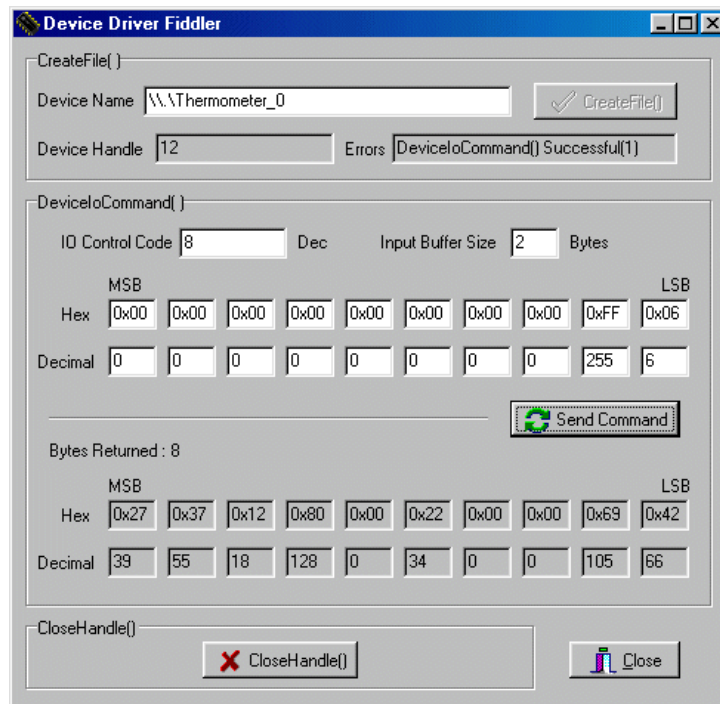 Device Driver Fiddler
CreateFile( )
Device Name \\.\Thermometer_0 CreateFile()
Device Handle 12 Errors DeviceIoCommand() Successful(1)
DeviceIoCommand( )
IO Control Code 8 Dec Input Buffer Size 2 Bytes
MSB LSB
Hex 0x00 0x00 0x00 0x00 0x00 0x00 0x00 0x00 0xFF 0x06
Decimal 0 0 0 0 0 0 0 0 255 6
Send Command
Bytes Returned : 8
MSB LSB
Hex 0x27 0x37 0x12 0x80 0x00 0x22 0x00 0x00 0x69 0x42
Decimal 39 55 18 128 0 34 0 0 105 66
CloseHandle()
CloseHandle() Close